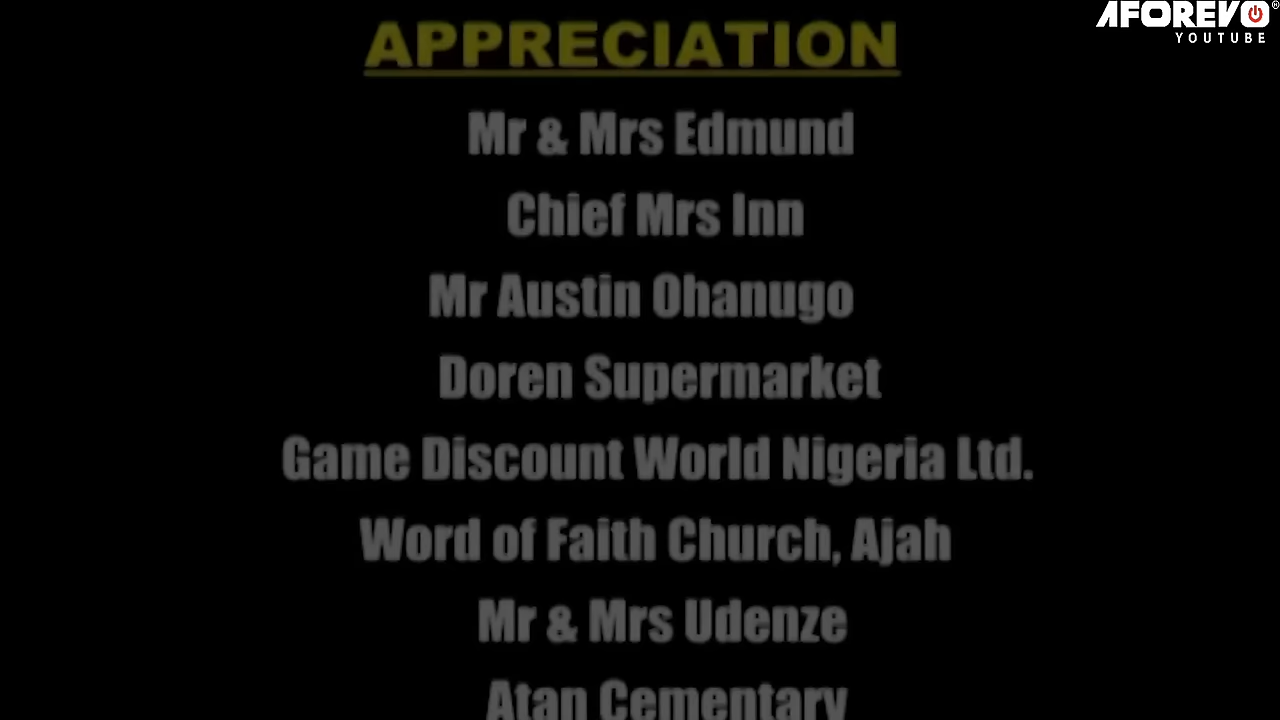 AFOREVO
YOUTUBE
APPRECIATION
Mr & Mrs Edmund
Chief Mrs Inn
Mr Austin Ohanugo
Doren Supermarket
Game Discount World Nigeria Ltd.
Word of Faith Church, Ajah
Mr & Mrs Udenze
Atan Cementary